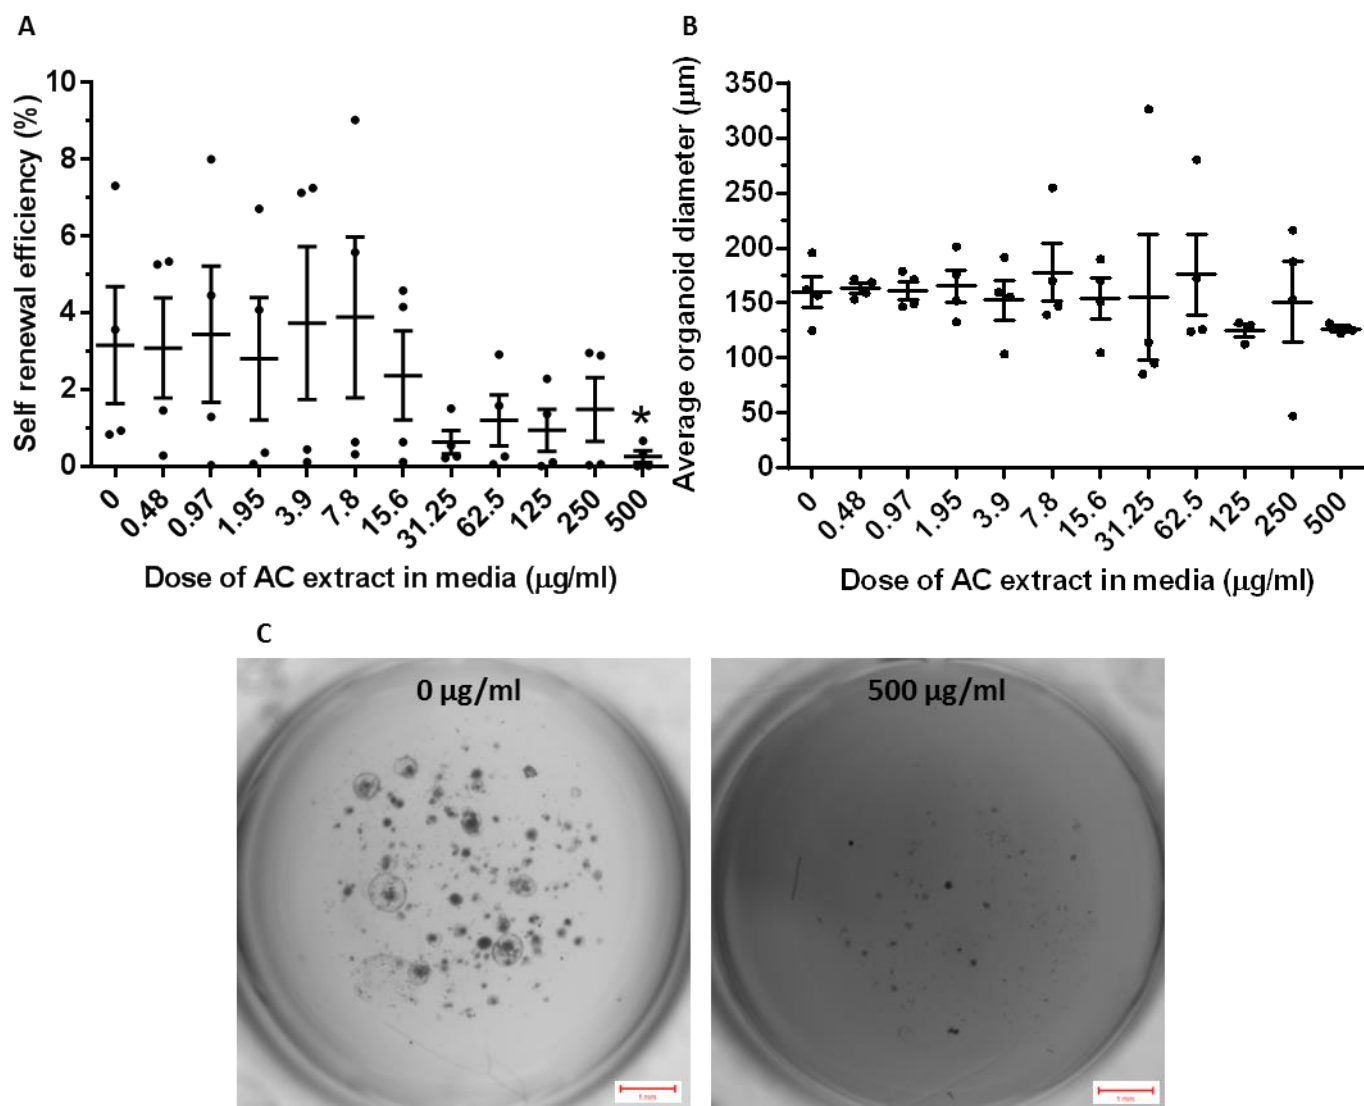 A
B
Self renewal efficiency (%)
10
8
6
4
2
0
*
0 0.48 0.97 1.95 3.9 7.8 15.6 31.25 62.5 125 250 500
Dose of AC extract in media (μg/ml)
Average organoid diameter (μm)
350
300
250
200
150
100
50
0
0 0.48 0.97 1.95 3.9 7.8 15.6 31.25 62.5 125 250 500
Dose of AC extract in media (μg/ml)
C
0 μg/ml
500 μg/ml
1 mm
1 mm